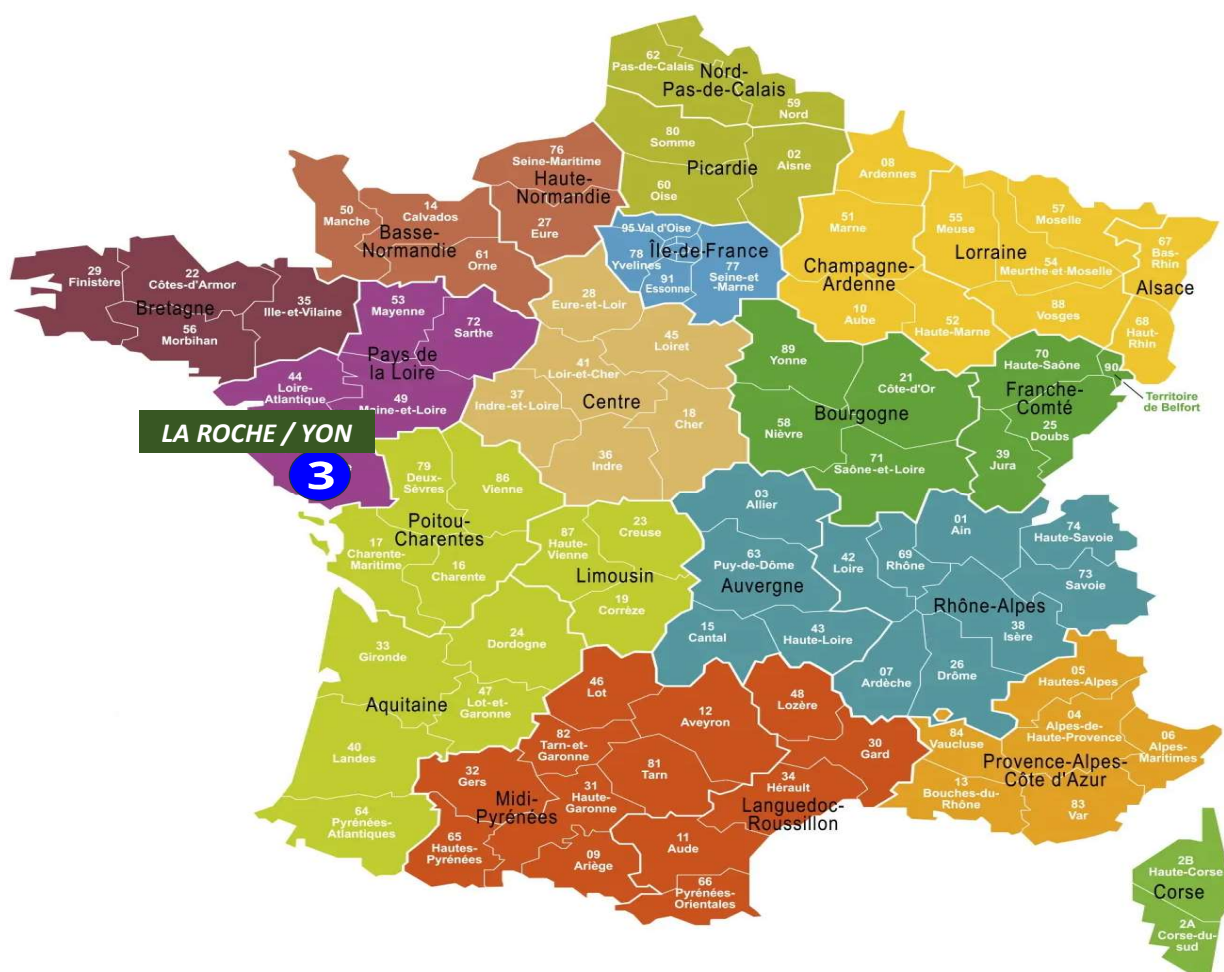 62
Pas-de-Calais
Nord-
Pas-de-Calais
59
Nord
80
Somme
02
Aisne
Picardie
60
Oise
76
Seine-Maritime
Haute-
Normandie
27
Eure
50
Manche
14
Calvados
Basse-
Normandie
61
Orne
95 Val d'Oise
Île-de-France
78
Yvelines
91
Essonne
77
Seine-et
Marne
08
Ardennes
51
Marne
Champagne-
Ardenne
10
Aube
52
Haute-Marne
55
Meuse
57
Moselle
Lorraine
54
Meurthe et Moselle
88
Vosges
67
Bas-
Rhin
Alsace
68
Haut-
Rhin
29
Finistère
22
Côtes-d'Armor
Bretagne
56
Morbihan
35
Ille-et-Vilaine
53
Mayenne
72
Sarthe
Pays de
la Loire
44
Loire-
Atlantique
49
Maine-et-Loire
LA ROCHE / YON
3
28
Eure-et-Loir
45
Loiret
41
Loir-et-Cher
37
Indre-et-Loire
Centre
18
Cher
36
Indre
89
Yonne
21
Côte-d'Or
Bourgogne
58
Nièvre
71
Saône-et-Loire
70
Haute-Saône
90
Territoire
de Belfort
Franche-
Comté
25
Doubs
39
Jura
79
Deux-
Sèvres
86
Vienne
Poitou-
Charentes
17
Charente-
Maritime
16
Charente
87
Haute-
Vienne
23
Creuse
Limousin
19
Corrèze
03
Allier
63
Puy-de-Dôme
Auvergne
15
Cantal
43
Haute-Loire
01
Ain
74
Haute-Savoie
42
Loire
69
Rhône
73
Savoie
Rhône-Alpes
38
Isère
07
Ardèche
26
Drôme
24
Dordogne
33
Gironde
47
Lot-et-
Garonne
Aquitaine
40
Landes
64
Pyrénées-
Atlantiques
46
Lot
12
Aveyron
82
Tarn-et-
Garonne
81
Tarn
32
Gers
31
Haute-
Garonne
Midi-
Pyrénées
65
Hautes-
Pyrénées
09
Ariège
48
Lozère
30
Gard
34
Hérault
Languedoc-
Roussillon
11
Aude
66
Pyrénées-
Orientales
05
Hautes-Alpes
04
Alpes-de-
Haute-Provence
06
Alpes-
Maritimes
84
Vaucluse
Provence-Alpes-
Côte d'Azur
13
Bouches-du-
Rhône
83
Var
2B
Haute-Corse
Corse
2A
Corse-du-
sud